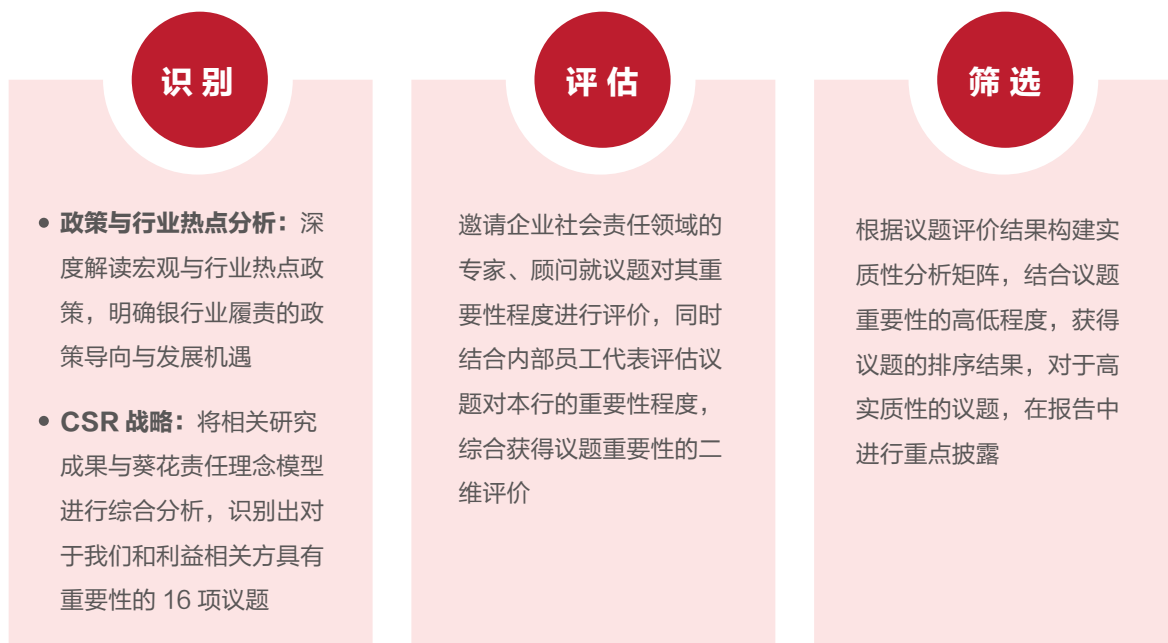 识别
• 政策与行业热点分析：深
度解读宏观与行业热点政
策，明确银行业履责的政
策导向与发展机遇
• CSR 战略：将相关研究
成果与葵花责任理念模型
进行综合分析，识别出对
于我们和利益相关方具有
重要性的 16 项议题
评估
邀请企业社会责任领域的
专家、顾问就议题对其重
要性程度进行评价，同时
结合内部员工代表评估议
题对本行的重要性程度，
综合获得议题重要性的二
维评价
筛选
根据议题评价结果构建实
质性分析矩阵，结合议题
重要性的高低程度，获得
议题的排序结果，对于高
实质性的议题，在报告中
进行重点披露